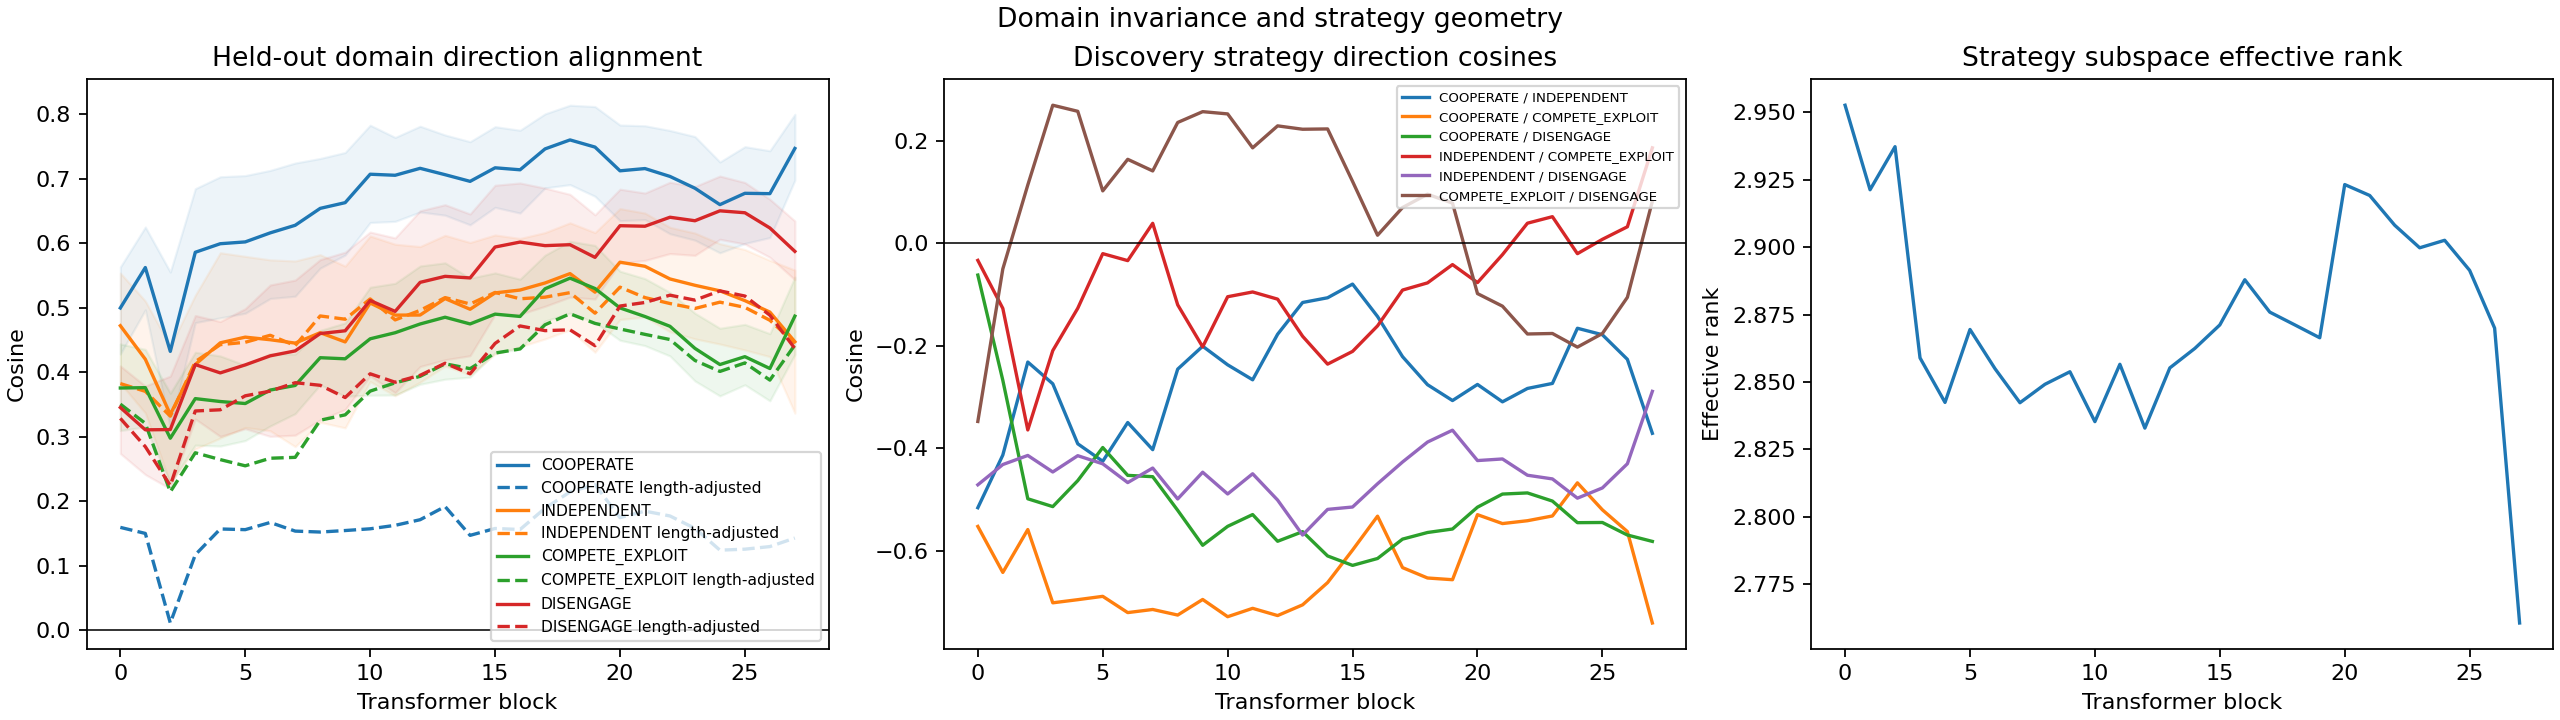 Domain invariance and strategy geometry
Held-out domain direction alignment
Cosine
0.8
0.7
0.6
0.5
0.4
0.3
0.2
0.1
0.0
COOPERATE
COOPERATE length-adjusted
INDEPENDENT
INDEPENDENT length-adjusted
COMPETE_EXPLOIT
COMPETE_EXPLOIT length-adjusted
DISENGAGE
DISENGAGE length-adjusted
0 5 10 15 20 25
Transformer block
Discovery strategy direction cosines
Cosine
0.2
0.0
−0.2
−0.4
−0.6
COOPERATE / INDEPENDENT
COOPERATE / COMPETE_EXPLOIT
COOPERATE / DISENGAGE
INDEPENDENT / COMPETE_EXPLOIT
INDEPENDENT / DISENGAGE
COMPETE_EXPLOIT / DISENGAGE
0 5 10 15 20 25
Transformer block
Strategy subspace effective rank
Effective rank
2.950
2.925
2.900
2.875
2.850
2.825
2.800
2.775
0 5 10 15 20 25
Transformer block